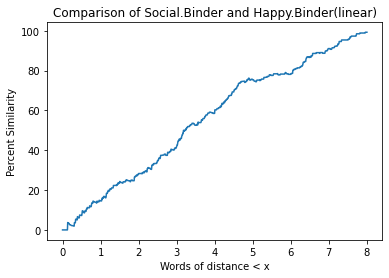 Comparison of Social.Binder and Happy.Binder(linear)
100
80
60
40
20
0
Percent Similarity
0 1 2 3 4 5 6 7 8
Words of distance < x